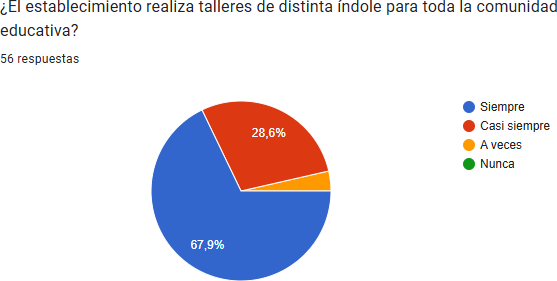 ¿El establecimiento realiza talleres de distinta índole para toda la comunidad
educativa?
56 respuestas
Siempre
Casi siempre
A veces
Nunca
28,6%
67,9%